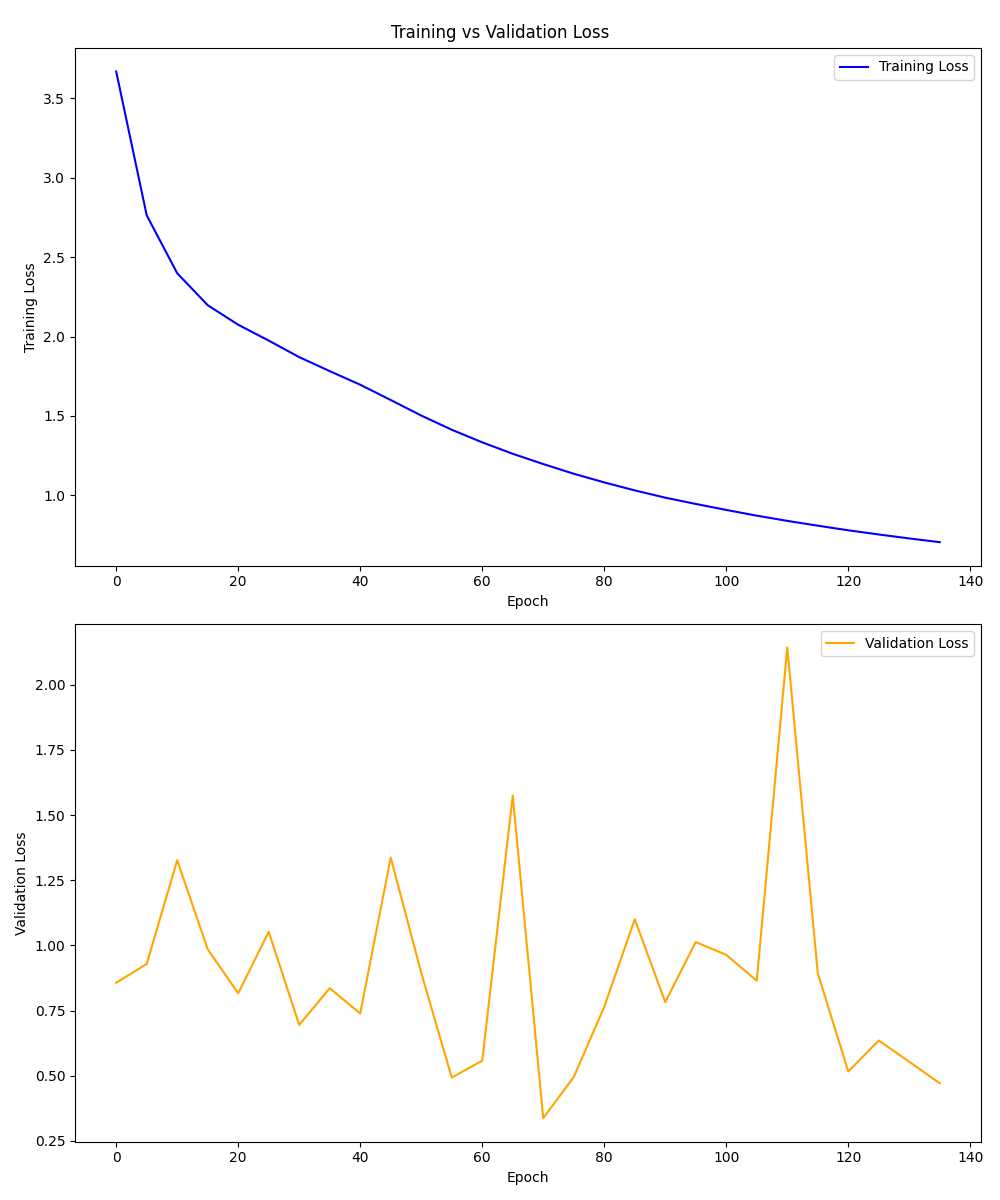 Training vs Validation Loss
Training Loss
3.5
3.0
2.5
2.0
1.5
1.0
Training Loss
0 20 40 60 80 100 120 140
Epoch
Validation Loss
2.00
1.75
1.50
1.25
1.00
0.75
0.50
0.25
Validation Loss
0 20 40 60 80 100 120 140
Epoch